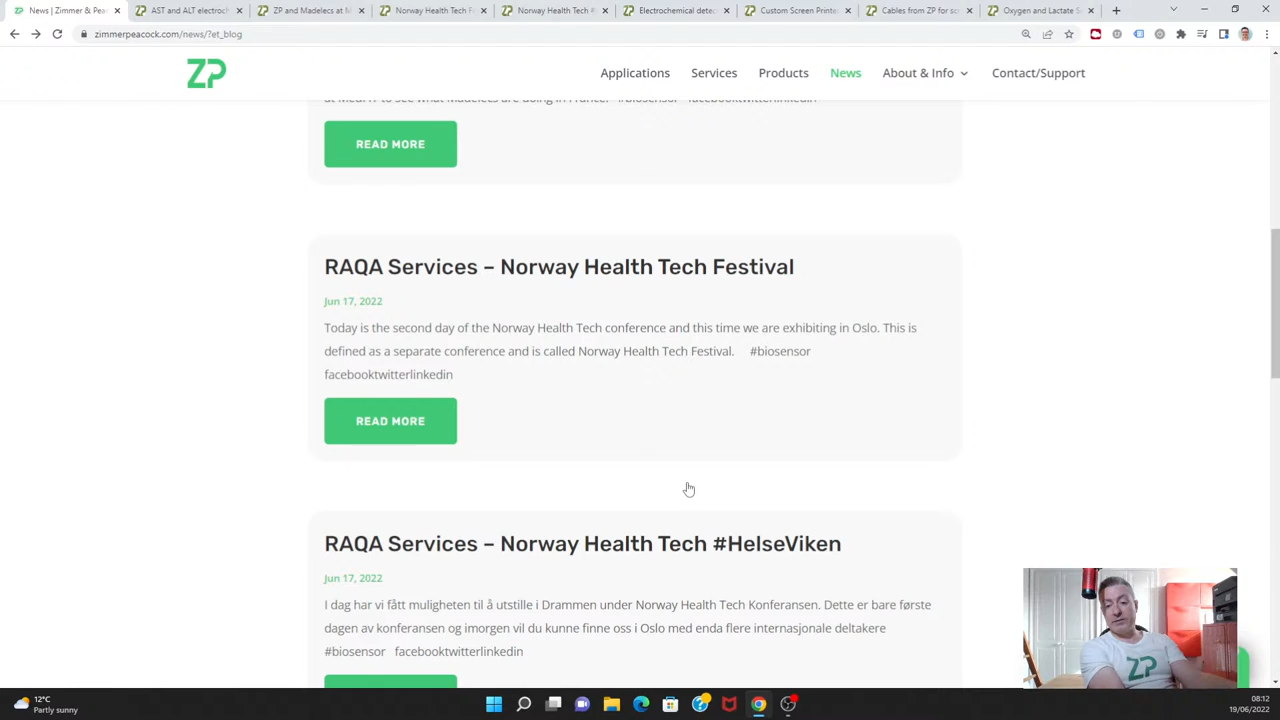 News | Zimmer & Pea
AST and ALT electroch
ZP and Madelecs at M
Norway Health Tech F
Norway Health Tech #
Electrochemical detec
Custom Screen Printe
Cables from ZP for sc
Oxygen and Lactate S
zimmerpeacock.com/news/?et_blog
ZP
Applications
Services
Products
News
About & Info
Contact/Support
READ MORE
RAQA Services – Norway Health Tech Festival
Jun 17, 2022
Today is the second day of the Norway Health Tech conference and this time we are exhibiting in Oslo. This is
defined as a separate conference and is called Norway Health Tech Festival. #biosensor
facebooktwitterlinkedin
READ MORE
RAQA Services – Norway Health Tech #HelseViken
Jun 17, 2022
I dag har vi fått muligheten til å utstille i Drammen under Norway Health Tech Konferansen. Dette er bare første
dagen av konferansen og imorgen vil du kunne finne oss i Oslo med enda flere internasjonale deltakere
#biosensor facebooktwitterlinkedin
ZP
12°C
Partly sunny
08:12
19/06/2022